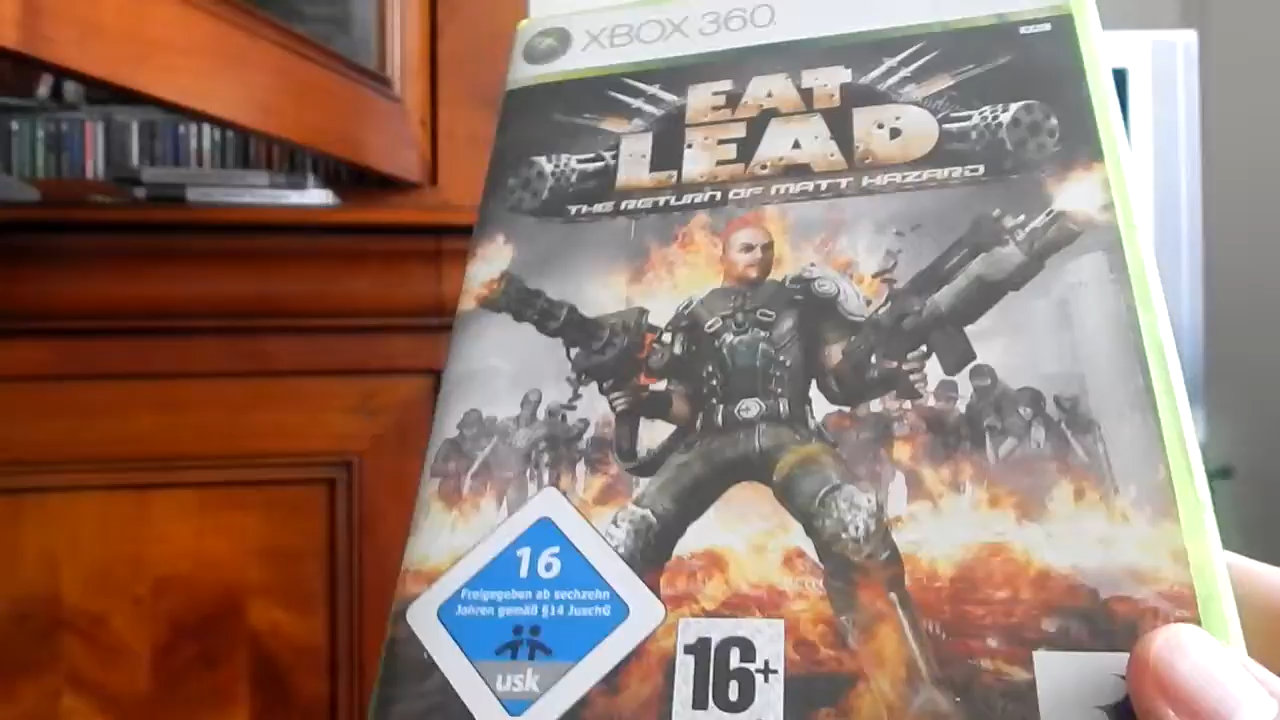 XBOX 360
EAT
LEAD
THE RETURN OF MATT HAZARD
16
Freigegeben ab sechzehn
Jahren gemäß §14 JuschG
usk
16+